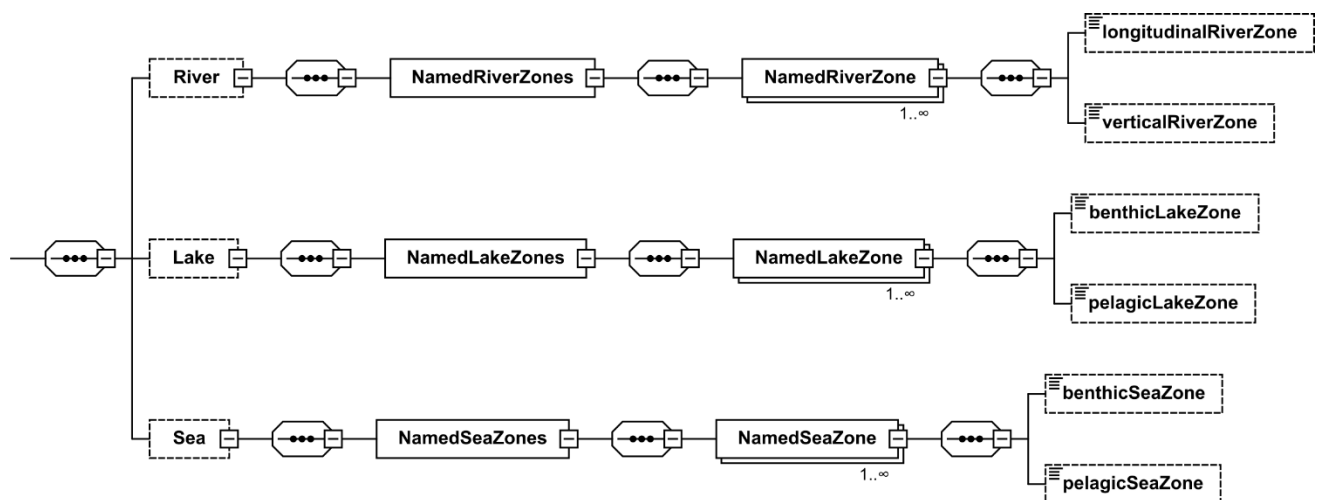 longitudinalRiverZone
River
NamedRiverZones
NamedRiverZone
1..∞
verticalRiverZone
benthicLakeZone
Lake
NamedLakeZones
NamedLakeZone
1..∞
pelagicLakeZone
benthicSeaZone
Sea
NamedSeaZones
NamedSeaZone
1..∞
pelagicSeaZone